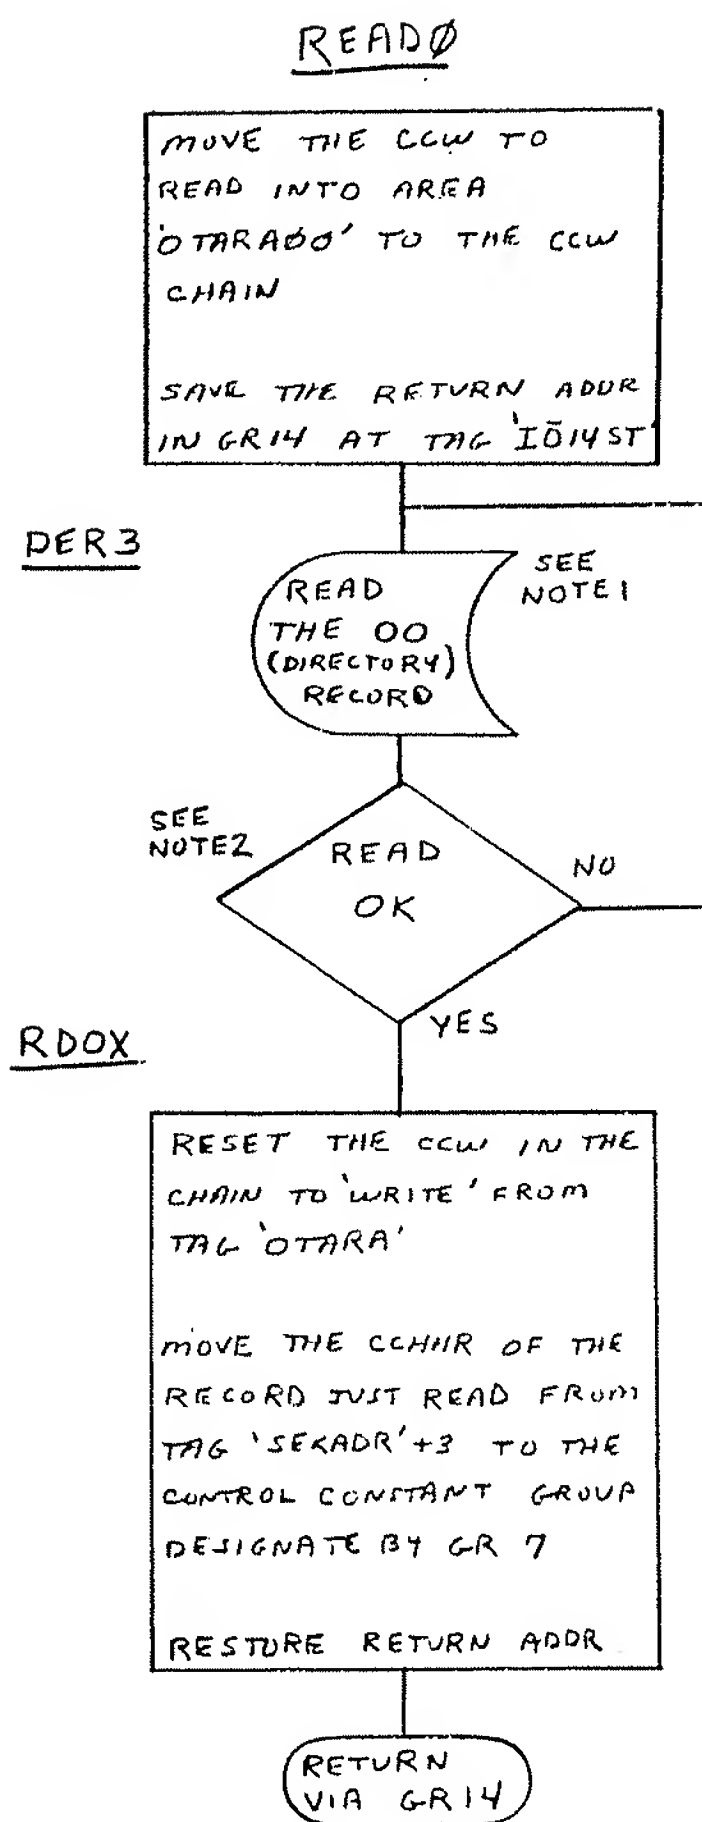 READØ
MOVE THE CCW TO
READ INTO AREA
'OTARAØØ' TO THE CCW
CHAIN
SAVE THE RETURN ADDR
IN GR14 AT TAG 'IŌ14ST'
DER3
READ
THE 00
(DIRECTORY)
RECORD
SEE
NOTE1
SEE
NOTE2
READ
OK
NO
YES
RDOX
RESET THE CCW IN THE
CHAIN TO 'WRITE' FROM
TAG 'OTARA'
MOVE THE CCHHR OF THE
RECORD JUST READ FROM
TAG 'SEKADR'+3 TO THE
CONTROL CONSTANT GROUP
DESIGNATE BY GR 7
RESTORE RETURN ADDR
RETURN
VIA GR14